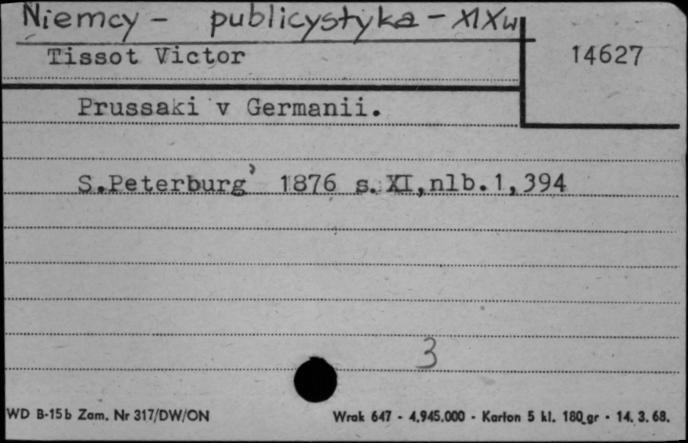 Niemcy - publicystyka - XIXw
Tissot Victor
14627
Prussaki v Germanii.
S.Peterburg' 1876 s. XI,nlb.1,394
3
WD B-15b Zam. Nr 317/DW/ON
Wrak 647 - 4.945.000 - Karton 5 kl. 180 gr - 14. 3. 68.